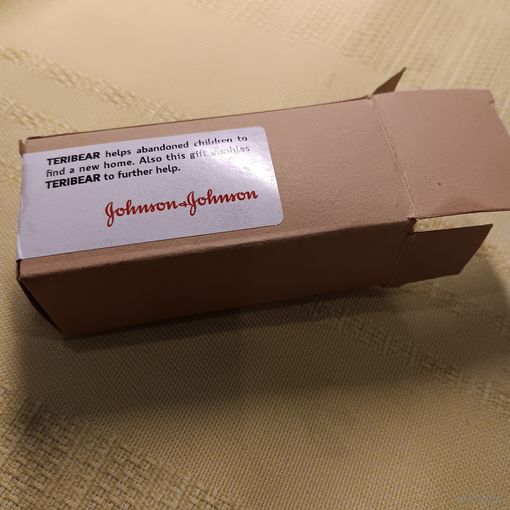 TERIBEAR helps abandoned children to
find a new home. Also this gift enables
TERIBEAR to further help.
Johnson & Johnson